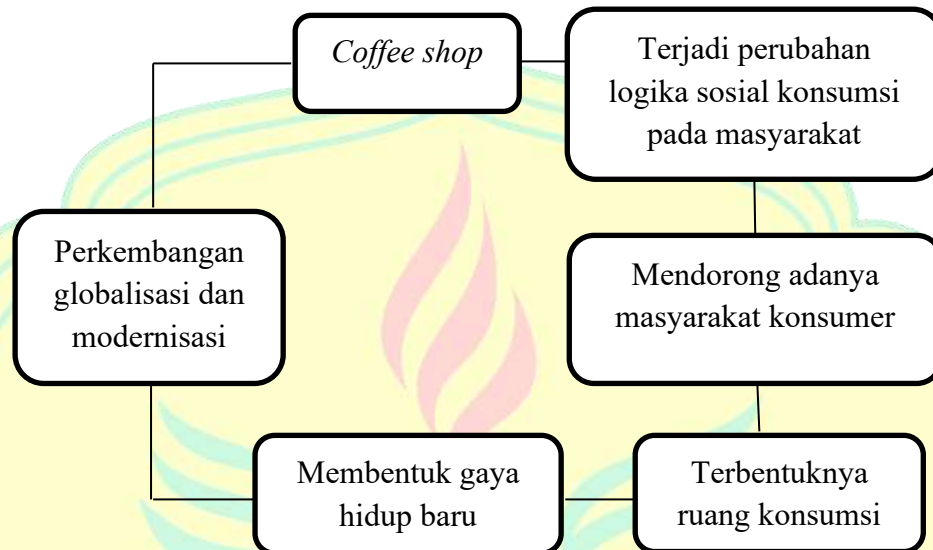 Coffee shop
Terjadi perubahan
logika sosial konsumsi
pada masyarakat
Perkembangan
globalisasi dan
modernisasi
Mendorong adanya
masyarakat konsumer
Membentuk gaya
hidup baru
Terbentuknya
ruang konsumsi